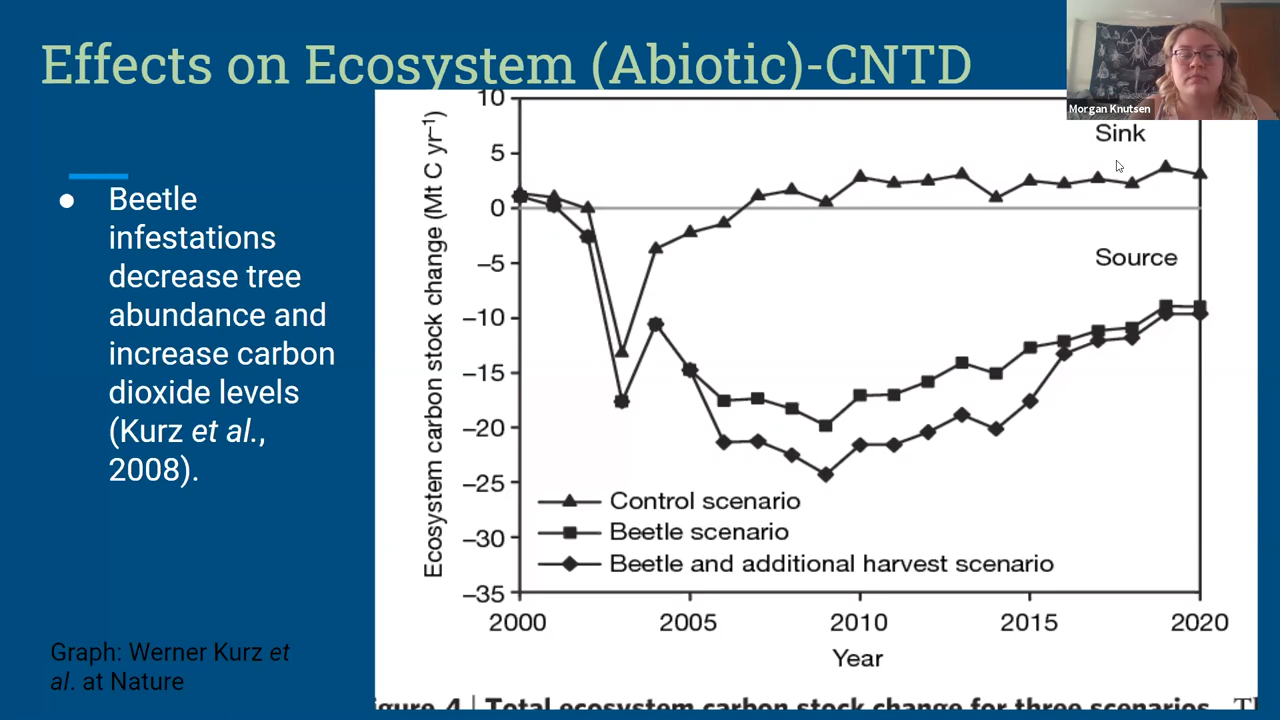 Effects on Ecosystem (Abiotic)-CNTD
Morgan Knutsen
● Beetle
infestations
decrease tree
abundance and
increase carbon
dioxide levels
(Kurz et al.,
2008).
Graph: Werner Kurz et
al. at Nature
Ecosystem carbon stock change (Mt C yr⁻¹)
10
5
0
–5
–10
–15
–20
–25
–30
–35
Sink
Source
Control scenario
Beetle scenario
Beetle and additional harvest scenario
2000 2005 2010 2015 2020
Year
igure 4 | Total ecosystem carbon stock change for three scenarios.